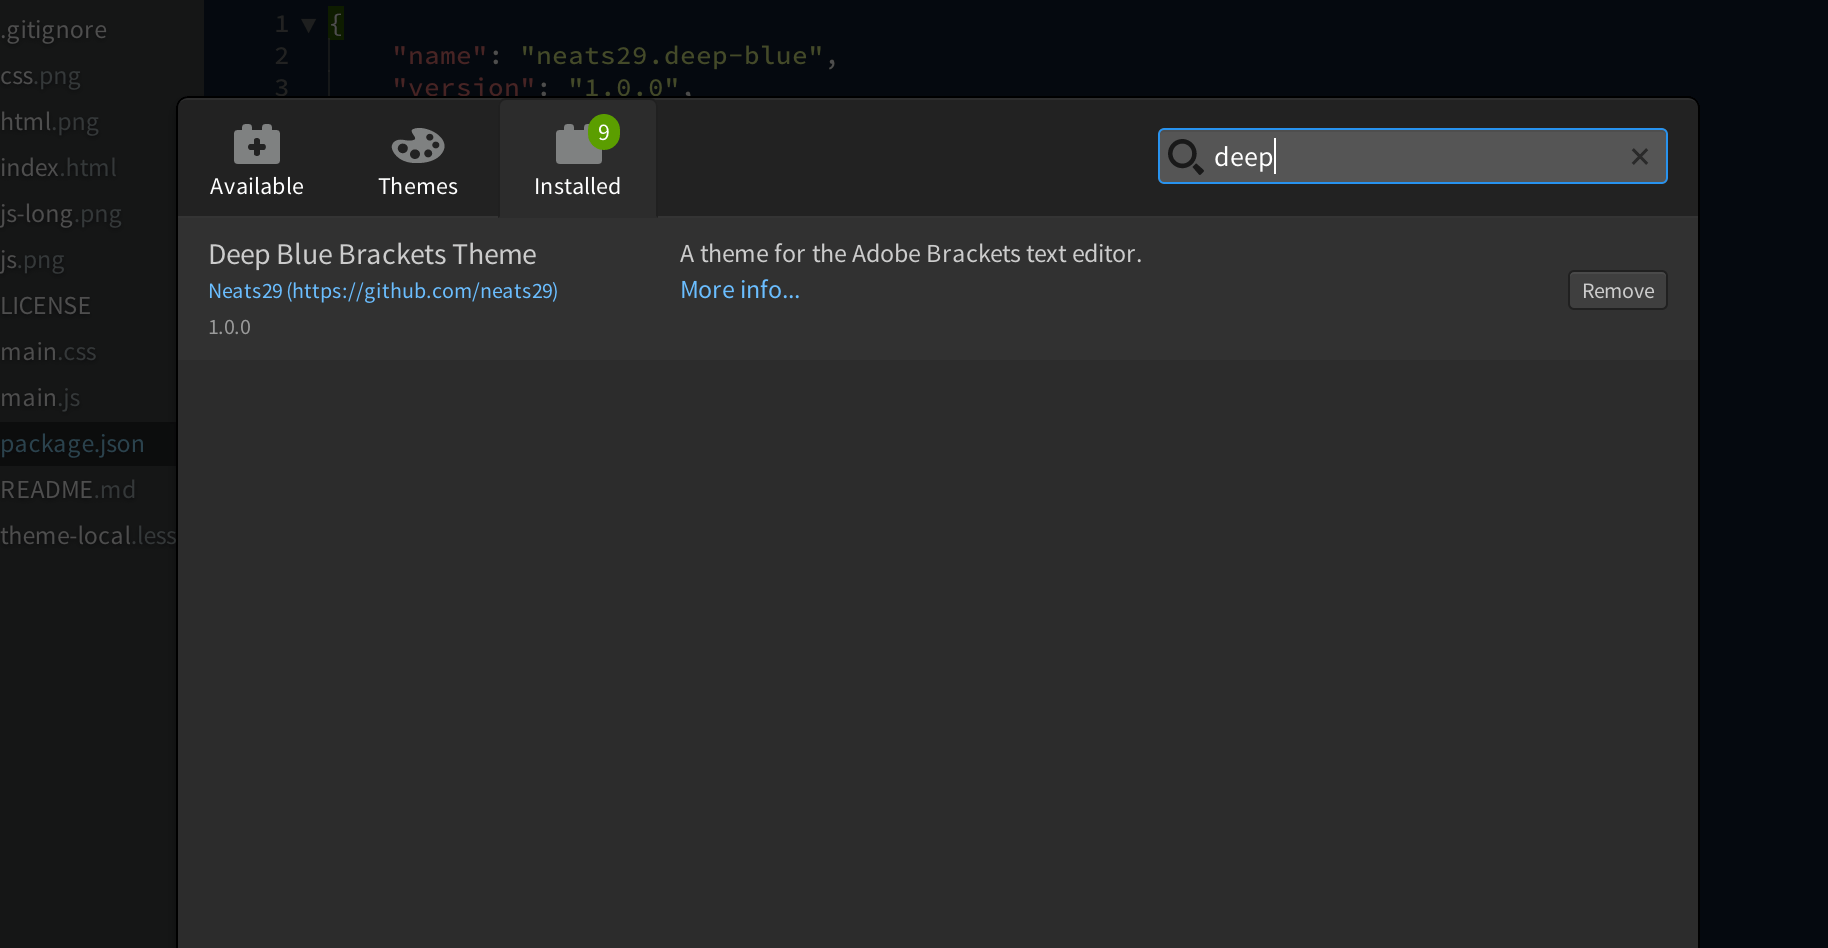 .gitignore
css.png
html.png
index.html
js-long.png
js.png
LICENSE
main.css
main.js
package.json
README.md
theme-local.less
1 ▼ {
2 "name": "neats29.deep-blue",
3 "version": "1.0.0",
Available
Themes
9
Installed
deep
Deep Blue Brackets Theme
Neats29 (https://github.com/neats29)
1.0.0
A theme for the Adobe Brackets text editor.
More info...
Remove